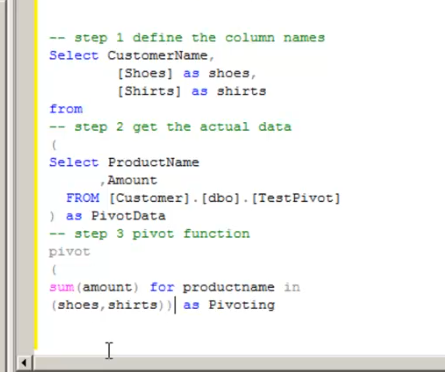 -- step 1 define the column names
Select CustomerName,
[Shoes] as shoes,
[Shirts] as shirts
from
-- step 2 get the actual data
(
Select ProductName
,Amount
FROM [Customer].[dbo].[TestPivot]
) as PivotData
-- step 3 pivot function
pivot
(
sum(amount) for productname in
(shoes,shirts)) as Pivoting